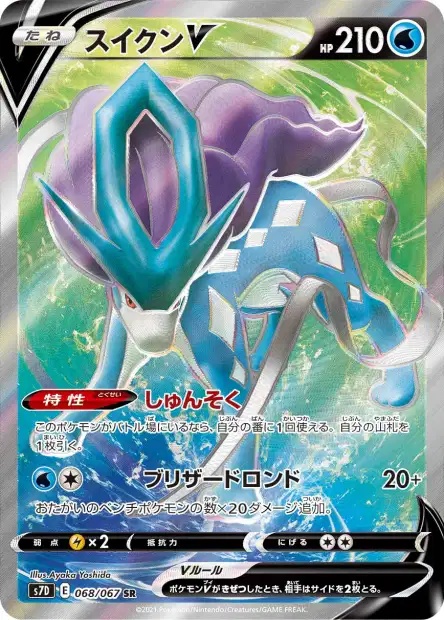 たね スイクンV HP 210
特性 とくせい しゅんそく
このポケモンがバトル場にいるなら、自分の番に1回使える。自分の山札を
1枚引く。
ブリザードロンド 20+
おたがいのベンチポケモンの数×20ダメージ追加。
弱点 ×2 抵抗力 にげる
Illus. Ayaka Yoshida
Vルール
s7D E 068/067 SR ポケモンVがきぜつしたとき、相手はサイドを2枚とる。
©2021 Pokémon/Nintendo/Creatures/GAME FREAK.